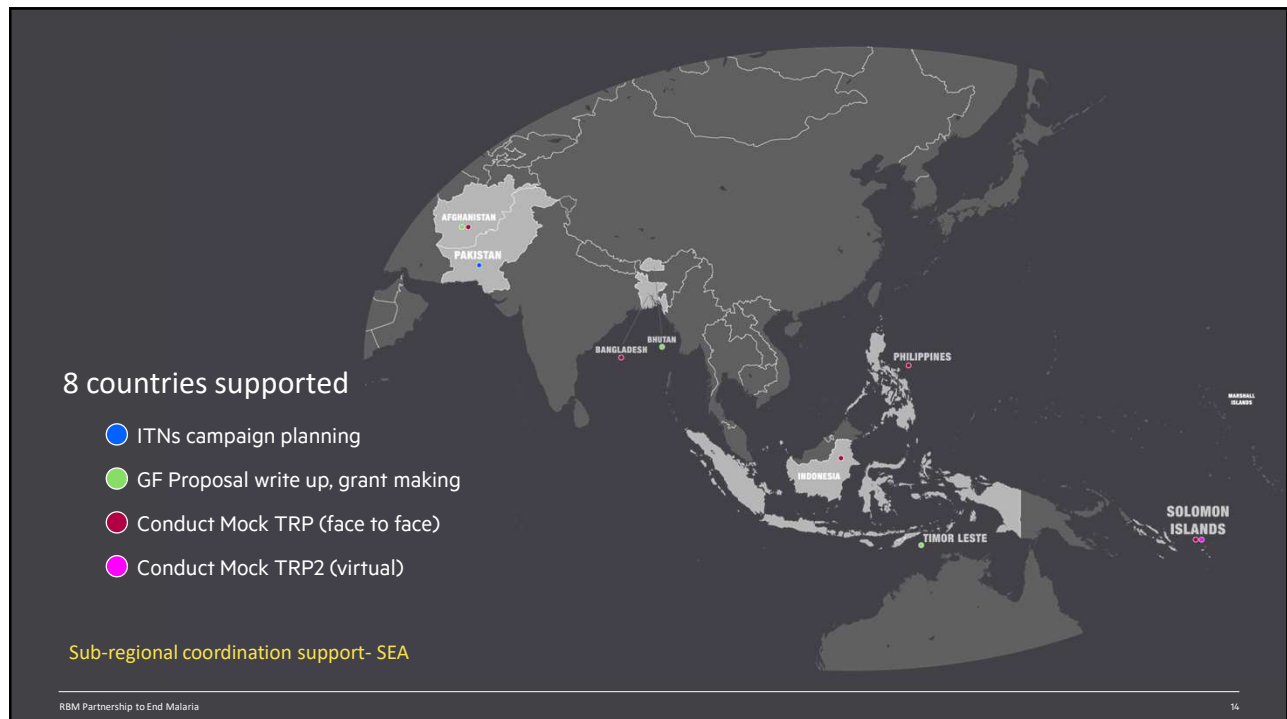 AFGHANISTAN
PAKISTAN
BANGLADESH
BHUTAN
PHILIPPINES
MARSHALL
ISLANDS
INDONESIA
SOLOMON
ISLANDS
TIMOR LESTE
8 countries supported
ITNs campaign planning
GF Proposal write up, grant making
Conduct Mock TRP (face to face)
Conduct Mock TRP2 (virtual)
Sub-regional coordination support- SEA
RBM Partnership to End Malaria
14